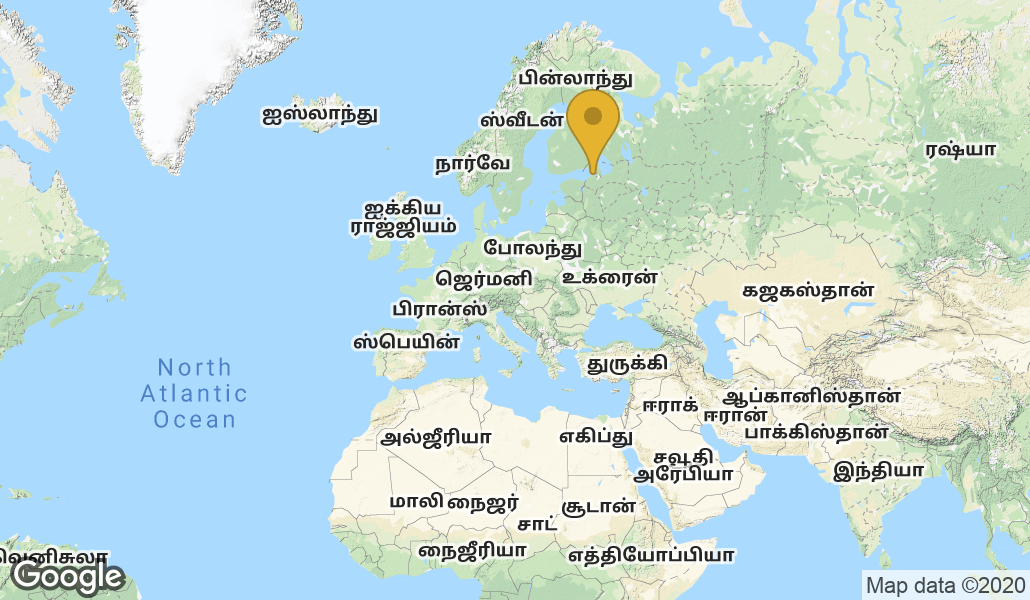 பின்லாந்து
ஐஸ்லாந்து
ஸ்வீடன்
ரஷ்யா
நார்வே
ஐக்கிய
ராஜ்ஜியம்
போலந்து
ஜெர்மனி
உக்ரைன்
கஜகஸ்தான்
பிரான்ஸ்
ஸ்பெயின்
துருக்கி
North
Atlantic
Ocean
ஆப்கானிஸ்தான்
ஈராக்
ஈரான்
பாக்கிஸ்தான்
அல்ஜீரியா
எகிப்து
சவூதி
அரேபியா
இந்தியா
மாலி
நைஜர்
சூடான்
சாட்
நைஜீரியா
எத்தியோப்பியா
வெனிசுலா
Google
Map data ©2020